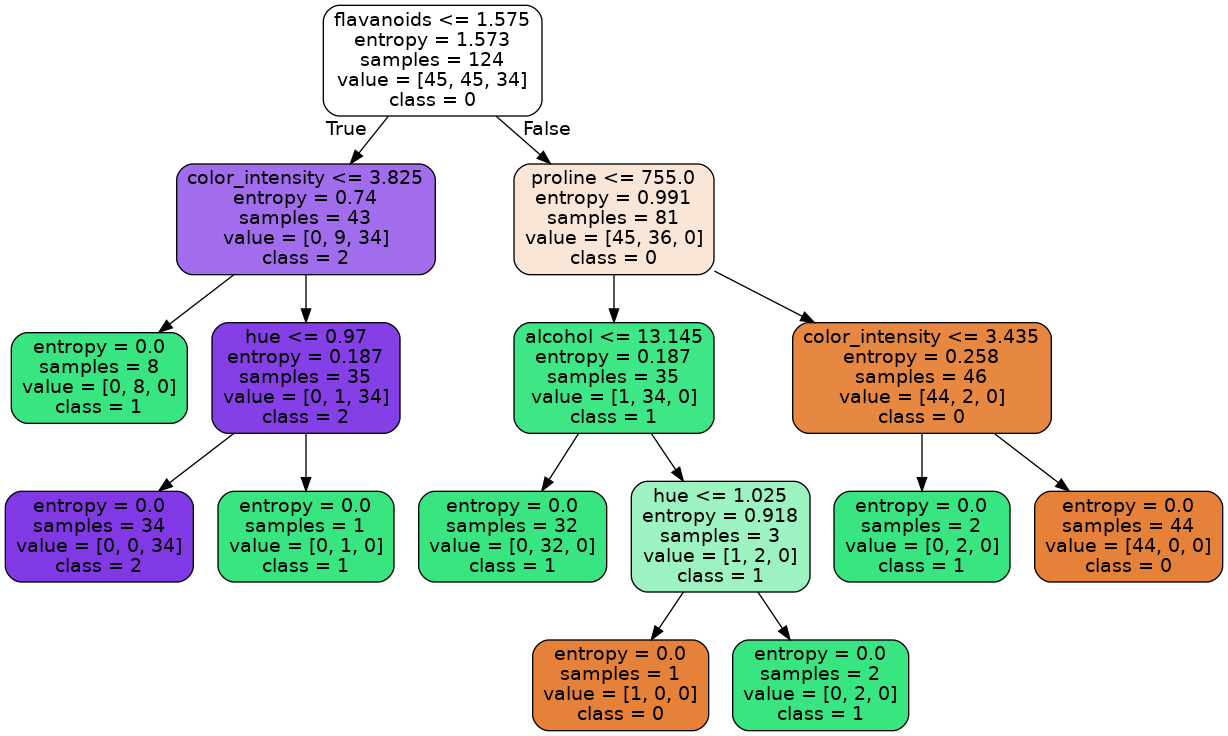 flavanoids <= 1.575
entropy = 1.573
samples = 124
value = [45, 45, 34]
class = 0
True
False
color_intensity <= 3.825
entropy = 0.74
samples = 43
value = [0, 9, 34]
class = 2
proline <= 755.0
entropy = 0.991
samples = 81
value = [45, 36, 0]
class = 0
entropy = 0.0
samples = 8
value = [0, 8, 0]
class = 1
hue <= 0.97
entropy = 0.187
samples = 35
value = [0, 1, 34]
class = 2
alcohol <= 13.145
entropy = 0.187
samples = 35
value = [1, 34, 0]
class = 1
color_intensity <= 3.435
entropy = 0.258
samples = 46
value = [44, 2, 0]
class = 0
entropy = 0.0
samples = 34
value = [0, 0, 34]
class = 2
entropy = 0.0
samples = 1
value = [0, 1, 0]
class = 1
entropy = 0.0
samples = 32
value = [0, 32, 0]
class = 1
hue <= 1.025
entropy = 0.918
samples = 3
value = [1, 2, 0]
class = 1
entropy = 0.0
samples = 2
value = [0, 2, 0]
class = 1
entropy = 0.0
samples = 44
value = [44, 0, 0]
class = 0
entropy = 0.0
samples = 1
value = [1, 0, 0]
class = 0
entropy = 0.0
samples = 2
value = [0, 2, 0]
class = 1